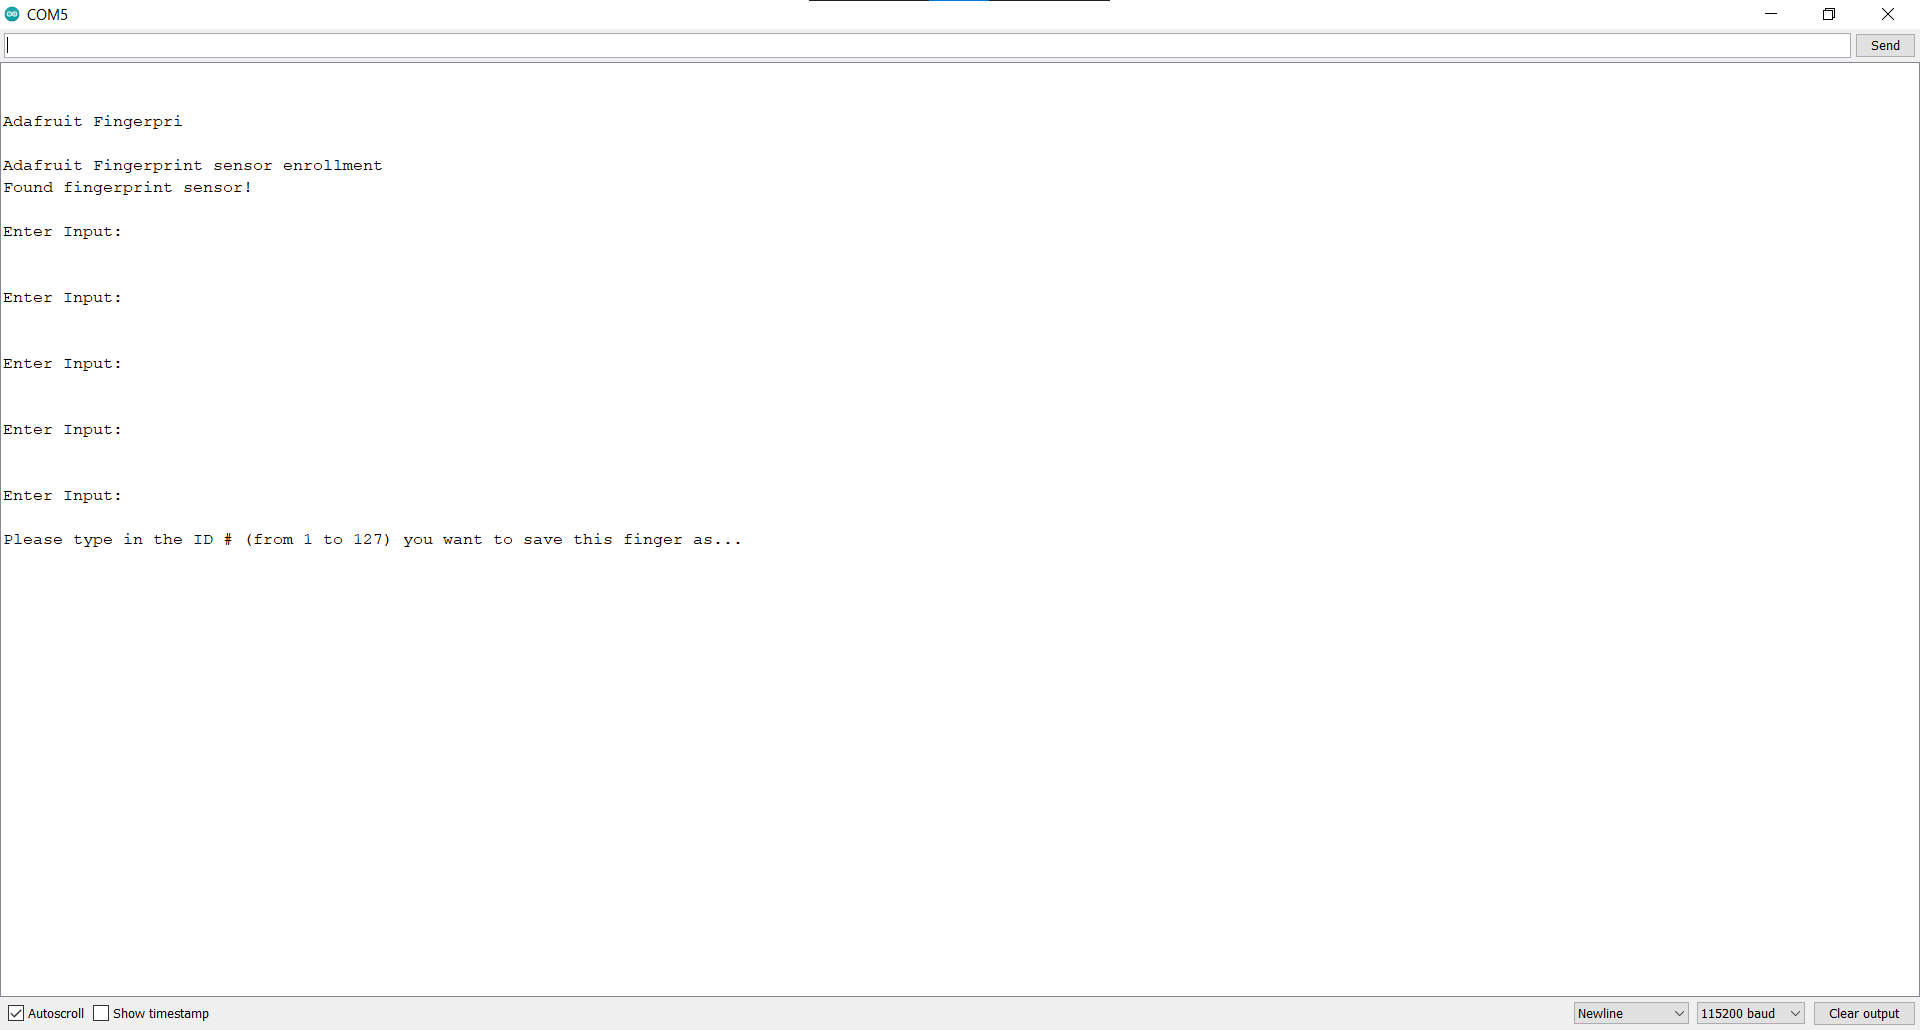 COM5
Send
Adafruit Fingerpri
Adafruit Fingerprint sensor enrollment
Found fingerprint sensor!
Enter Input:
Enter Input:
Enter Input:
Enter Input:
Enter Input:
Please type in the ID # (from 1 to 127) you want to save this finger as...
Autoscroll Show timestamp Newline 115200 baud Clear output